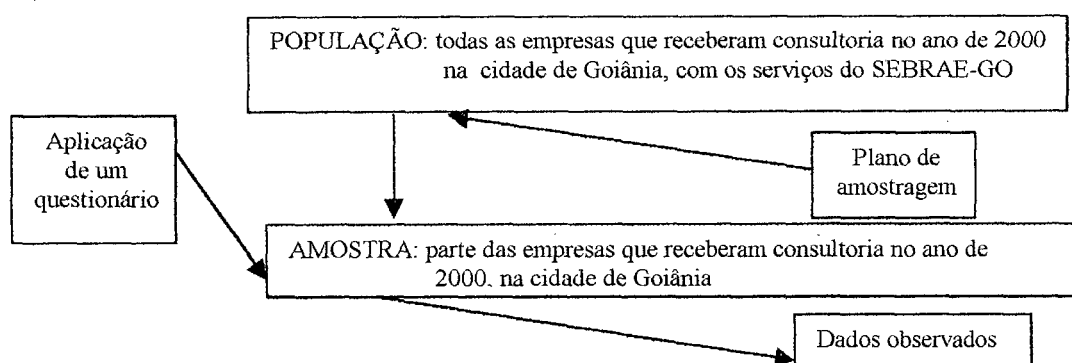 POPULAÇÃO: todas as empresas que receberam consultoria no ano de 2000
na cidade de Goiânia, com os serviços do SEBRAE-GO
Aplicação
de um
questionário
Plano de
amostragem
AMOSTRA: parte das empresas que receberam consultoria no ano de
2000, na cidade de Goiânia
Dados observados